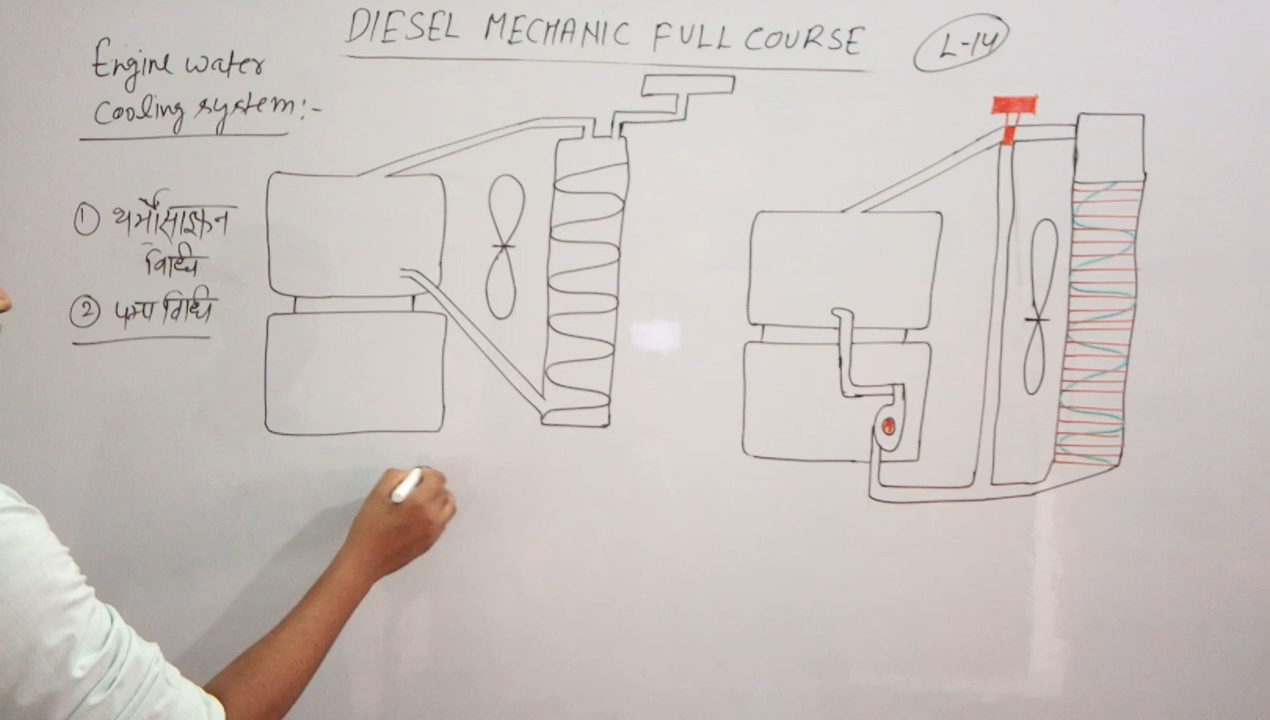 DIESEL MECHANIC FULL COURSE
L-14
Engine water
cooling system:-
① थर्मोसाइफन
विधि
② पम्प विधि